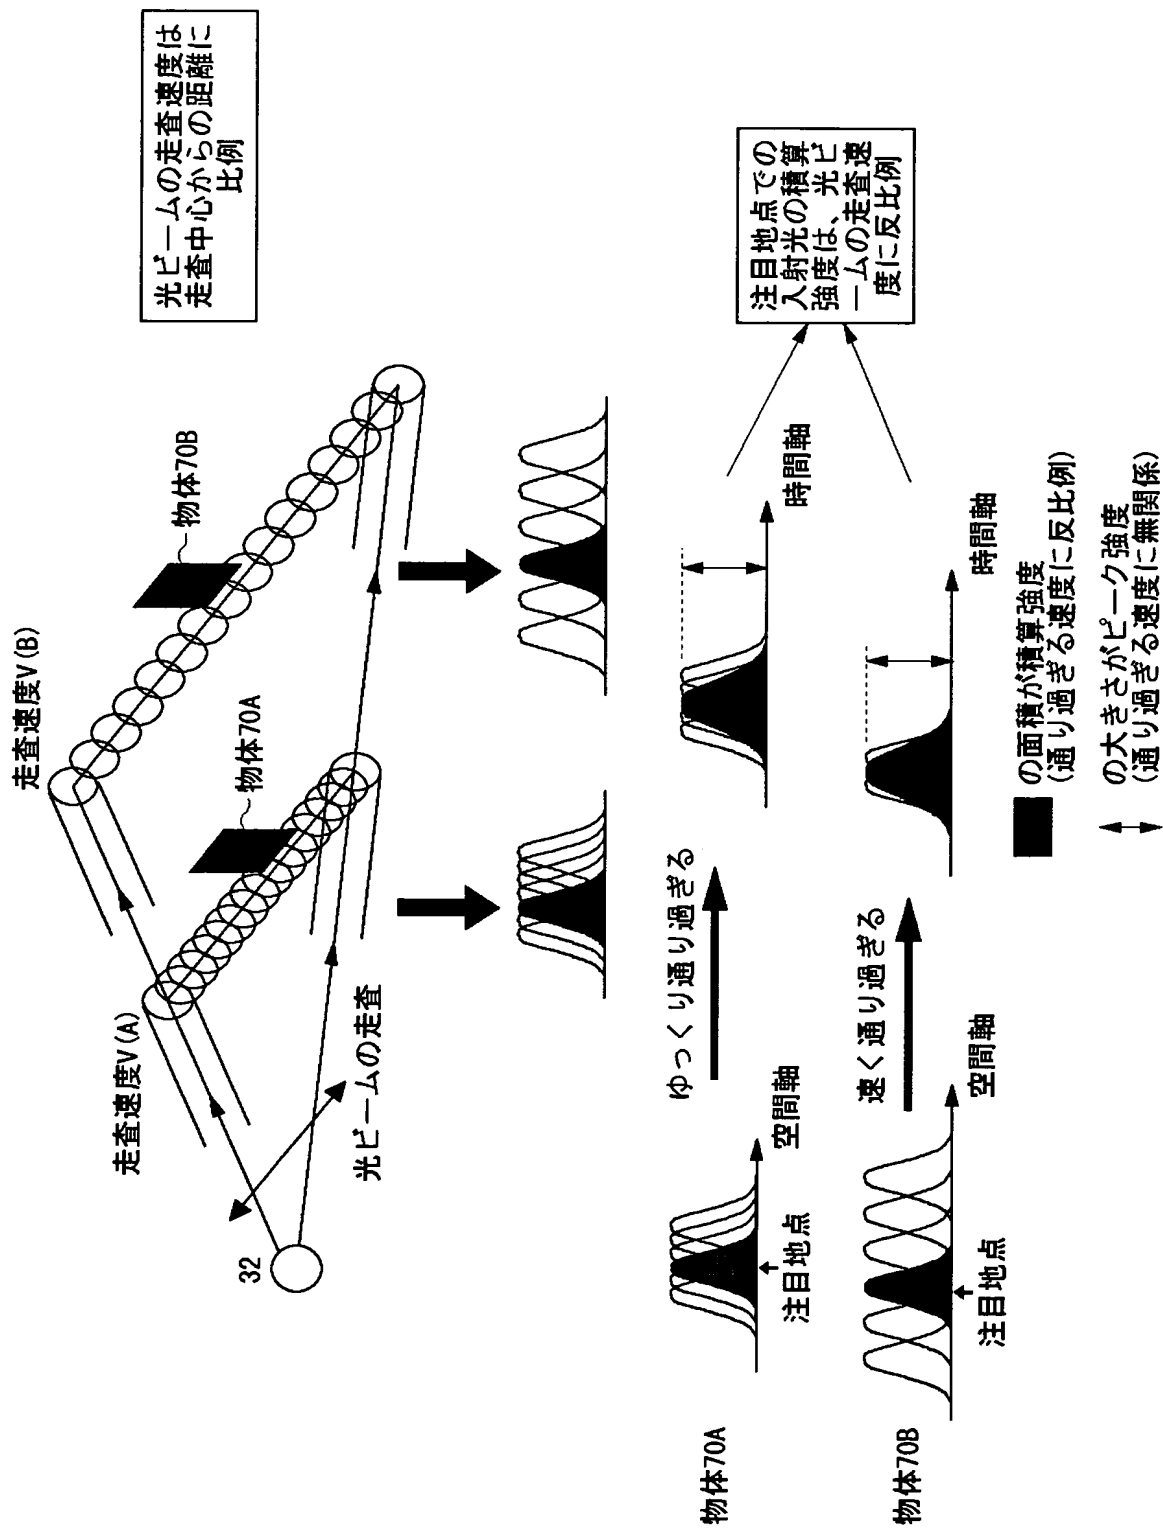 光ビームの走査速度は
走査中心からの距離に
比例
走査速度V(B)
物体70B
走査速度V(A)
物体70A
光ビームの走査
32
注目地点での
入射光の積算
強度は、光ビ
ームの走査速
度に反比例
物体70A
注目地点
空間軸
ゆっくり通り過ぎる
時間軸
物体70B
注目地点
空間軸
速く通り過ぎる
時間軸
の面積が積算強度
(通り過ぎる速度に反比例)
の大きさがピーク強度
(通り過ぎる速度に無関係)